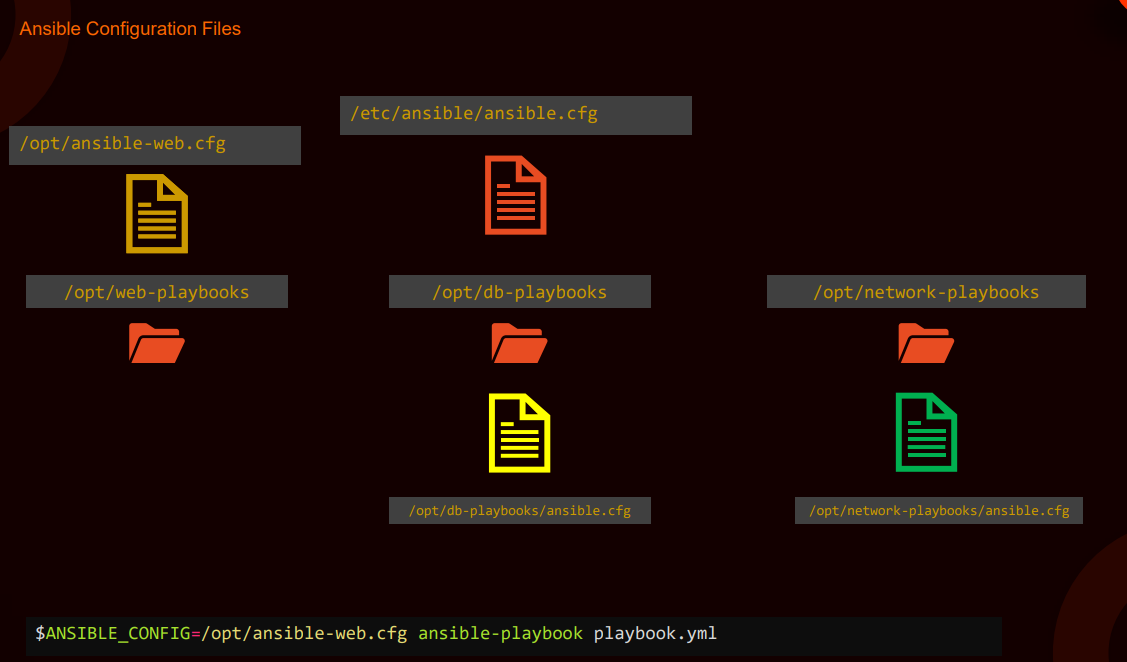 Ansible Configuration Files
/etc/ansible/ansible.cfg
/opt/ansible-web.cfg
/opt/web-playbooks
/opt/db-playbooks
/opt/network-playbooks
/opt/db-playbooks/ansible.cfg
/opt/network-playbooks/ansible.cfg
$ANSIBLE_CONFIG=/opt/ansible-web.cfg ansible-playbook playbook.yml